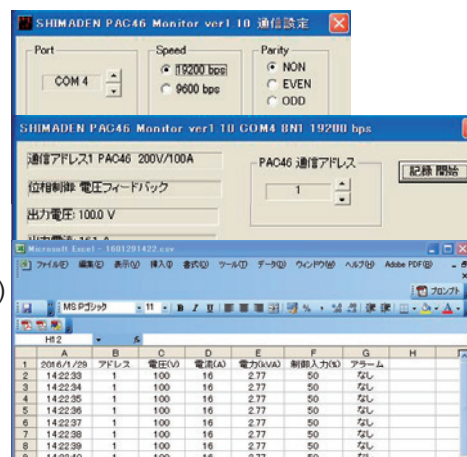 SHIMADEN PAC46 Monitor ver1.10 通信設定
Port Speed Parity
COM 4 19200 bps NON
9600 bps EVEN
ODD
SHIMADEN PAC46 Monitor ver1.10 COM4 8N1 19200 bps
通信アドレス1 PAC46 200V/100A PAC46 通信アドレス 記録 開始
位相制御 電圧フィードバック 1
出力電圧: 100.0 V
Microsoft Excel - 1601291422.csv
ファイル(F) 編集(E) 表示(V) 挿入(I) 書式(O) ツール(T) データ(D) ウィンドウ(W) ヘルプ(H) Adobe PDF(B)
)
プロンプト
MS Pゴシック 11 B I U
H12 fx
A B C D E F G H
1 2016/1/29 アドレス 電圧(V) 電流(A) 電力(kVA) 制御入力(%) アラーム
2 14:22:33 1 100 16 2.77 50 なし
3 14:22:34 1 100 16 2.77 50 なし
4 14:22:35 1 100 16 2.77 50 なし
5 14:22:36 1 100 16 2.77 50 なし
6 14:22:37 1 100 16 2.77 50 なし
7 14:22:38 1 100 16 2.77 50 なし
8 14:22:39 1 100 16 2.77 50 なし